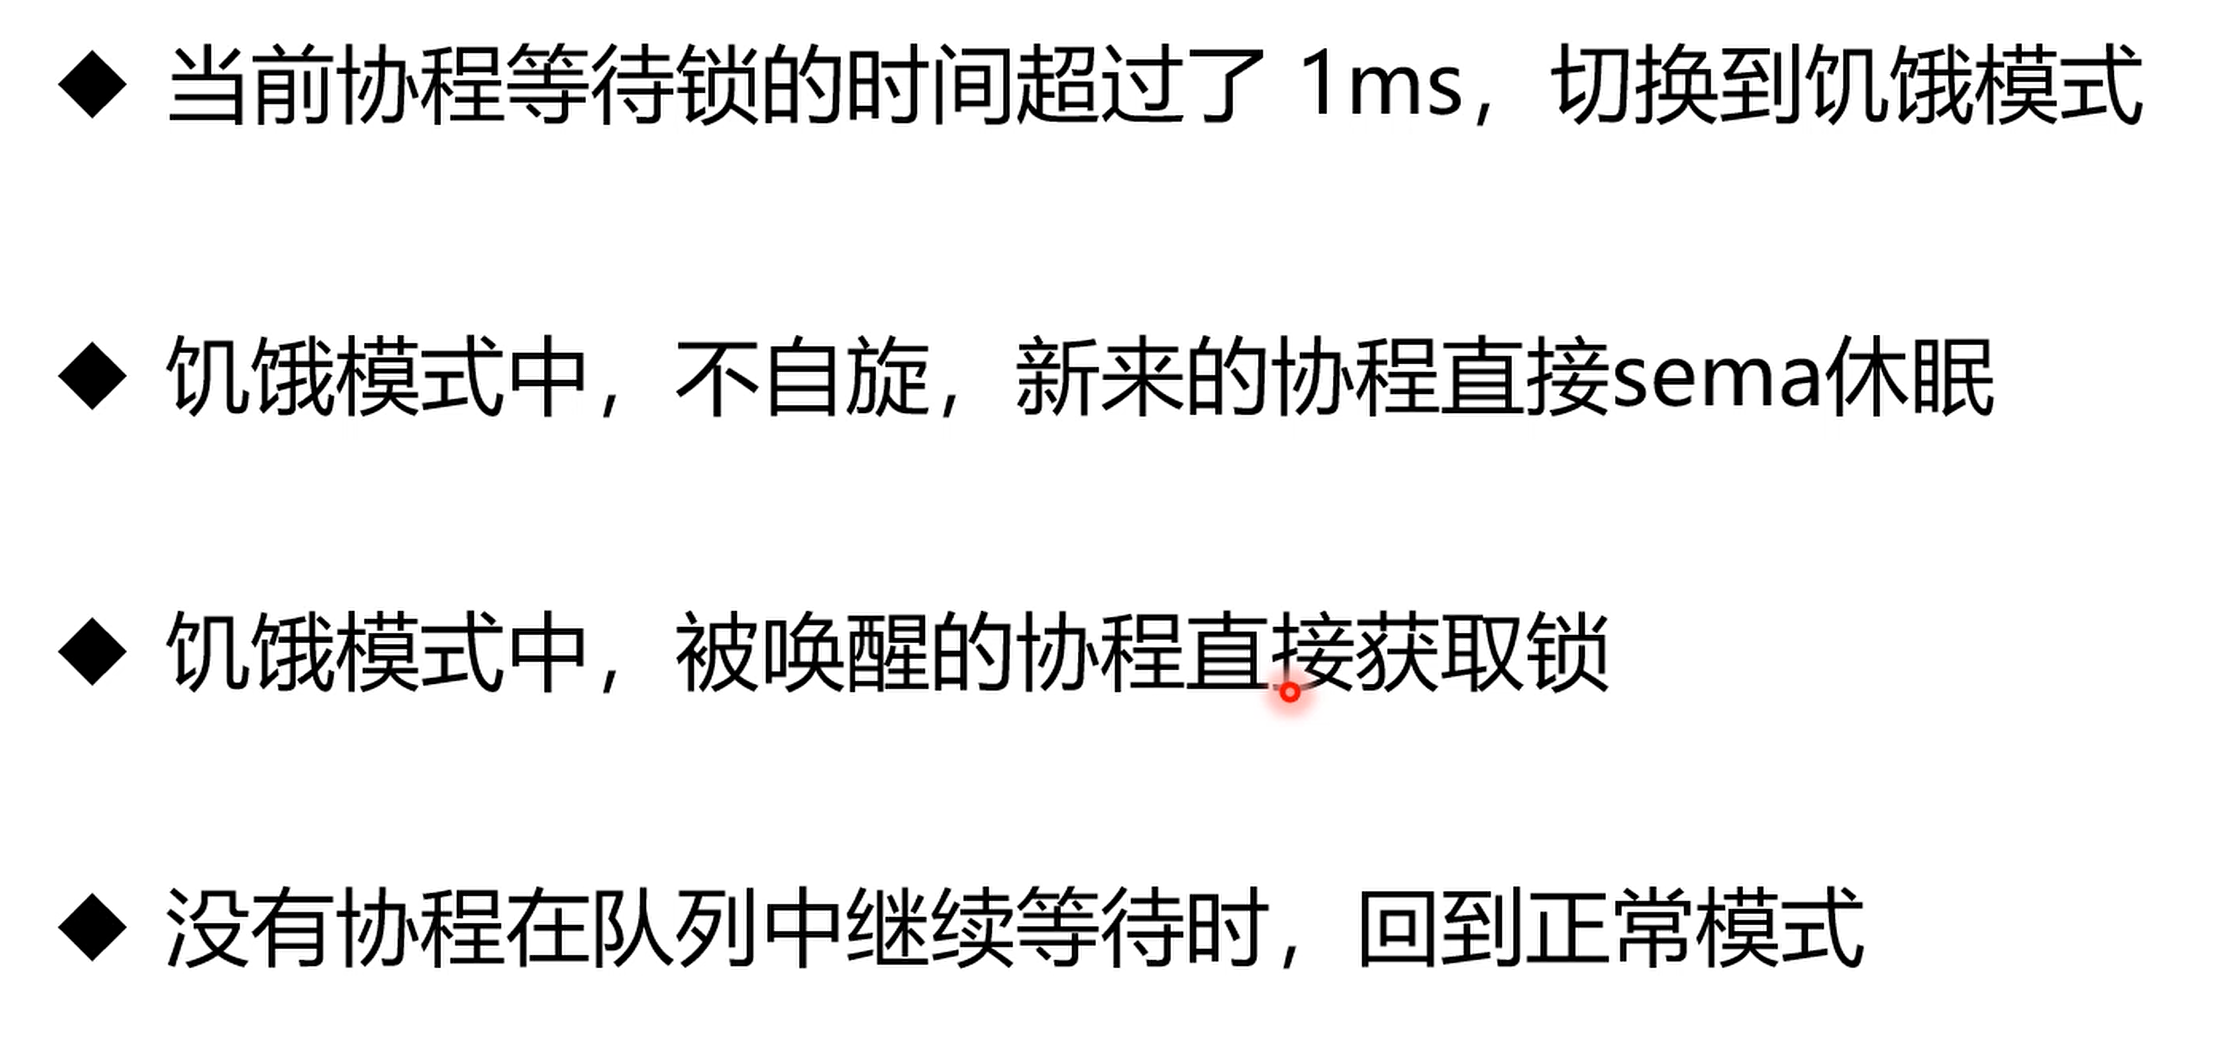 ◆ 当前协程等待锁的时间超过了 1ms，切换到饥饿模式
◆ 饥饿模式中，不自旋，新来的协程直接sema休眠
◆ 饥饿模式中，被唤醒的协程直接获取锁
◆ 没有协程在队列中继续等待时，回到正常模式